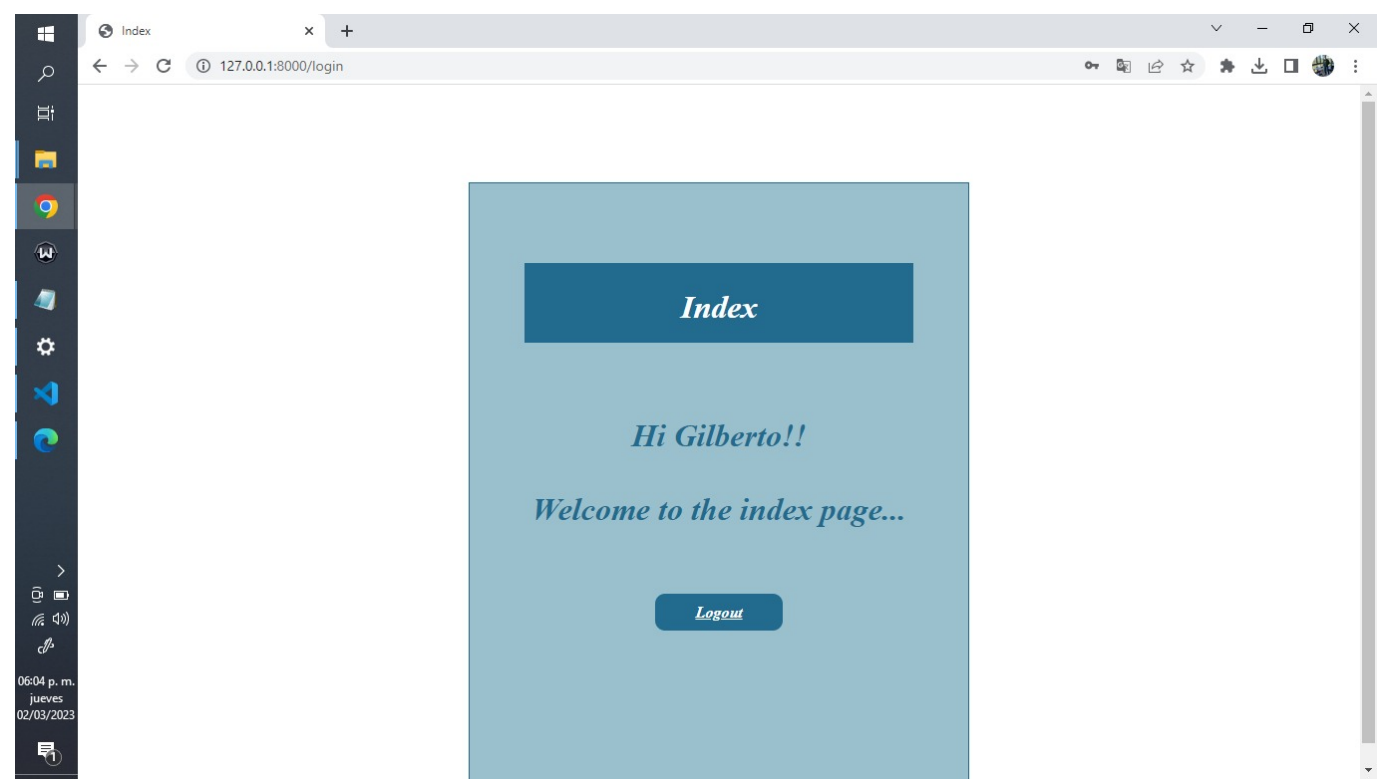 Index
127.0.0.1:8000/login
Index
Hi Gilberto!!
Welcome to the index page...
Logout
06:04 p. m.
jueves
02/03/2023
1